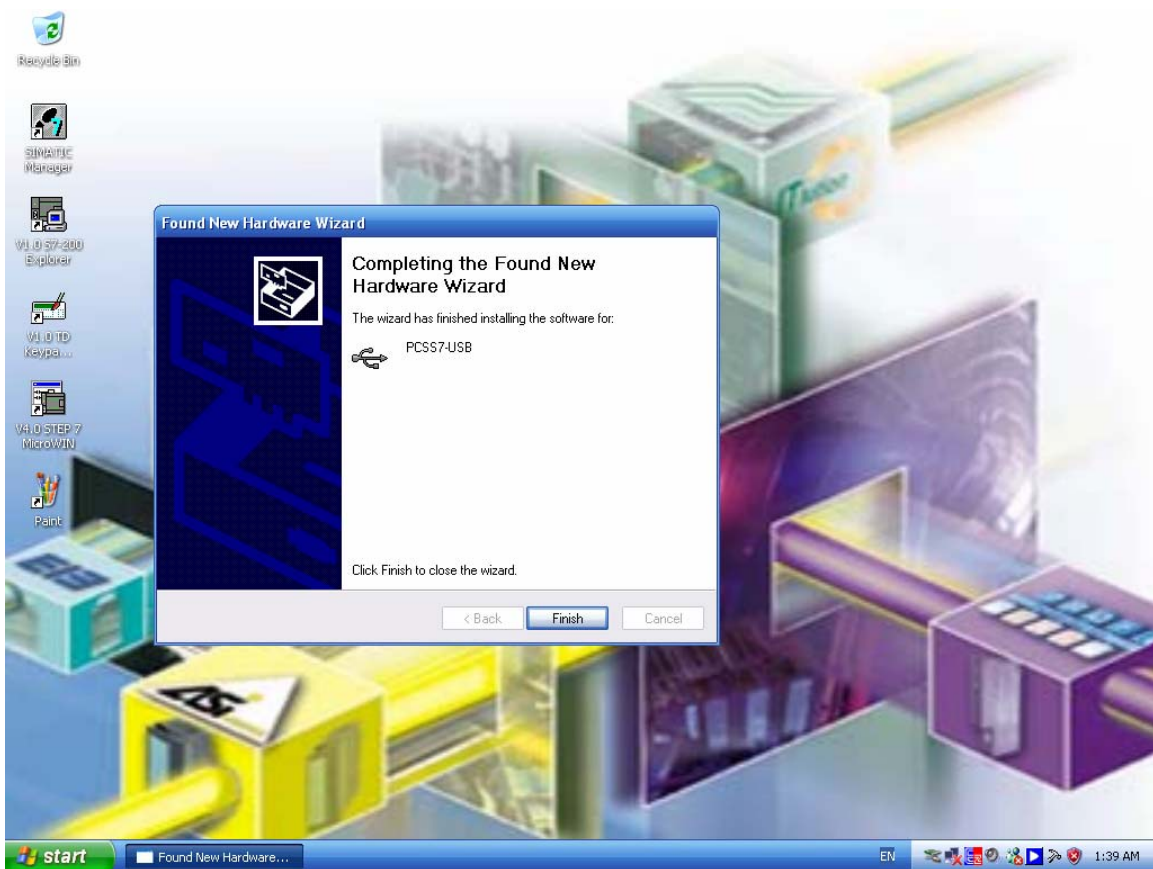 Recycle Bin
SIMATIC
Manager
V1.0 S7-200
Explorer
V1.0 TD
Keypa...
V4.0 STEP 7
MicroWIN
Paint
Found New Hardware Wizard
Completing the Found New
Hardware Wizard
The wizard has finished installing the software for:
PCSS7-USB
Click Finish to close the wizard.
< Back
Finish
Cancel
EIB
ASi
start
Found New Hardware...
EN
1:39 AM